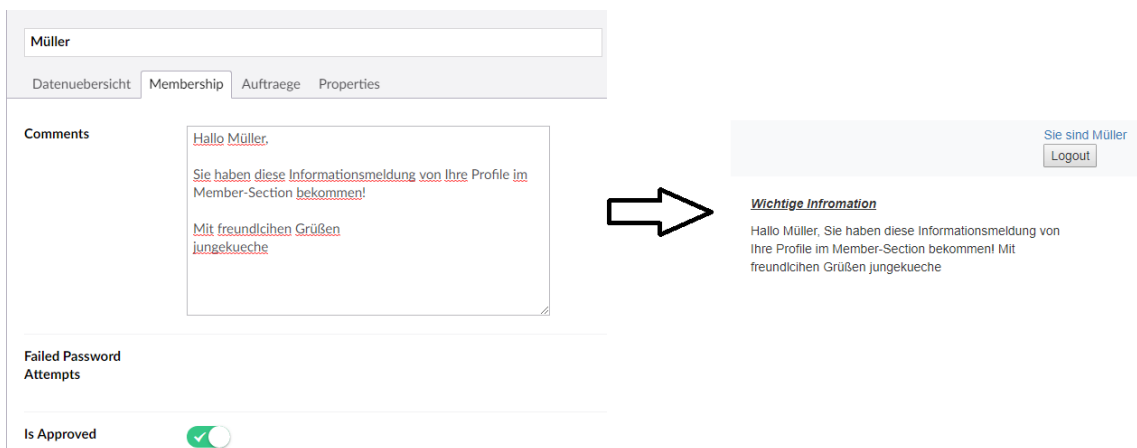 Müller
Datenuebersicht Membership Auftraege Properties
Comments
Hallo Müller,
Sie haben diese Informationsmeldung von Ihre Profile im
Member-Section bekommen!
Mit freundlcihen Grüßen
jungekueche
Failed Password
Attempts
Is Approved
Sie sind Müller
Logout
Wichtige Infromation
Hallo Müller, Sie haben diese Informationsmeldung von
Ihre Profile im Member-Section bekommen! Mit
freundlcihen Grüßen jungekueche